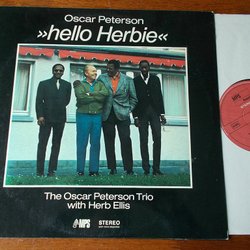 Oscar Peterson
»hello Herbie«
The Oscar Peterson Trio
with Herb Ellis
MPS
STEREO